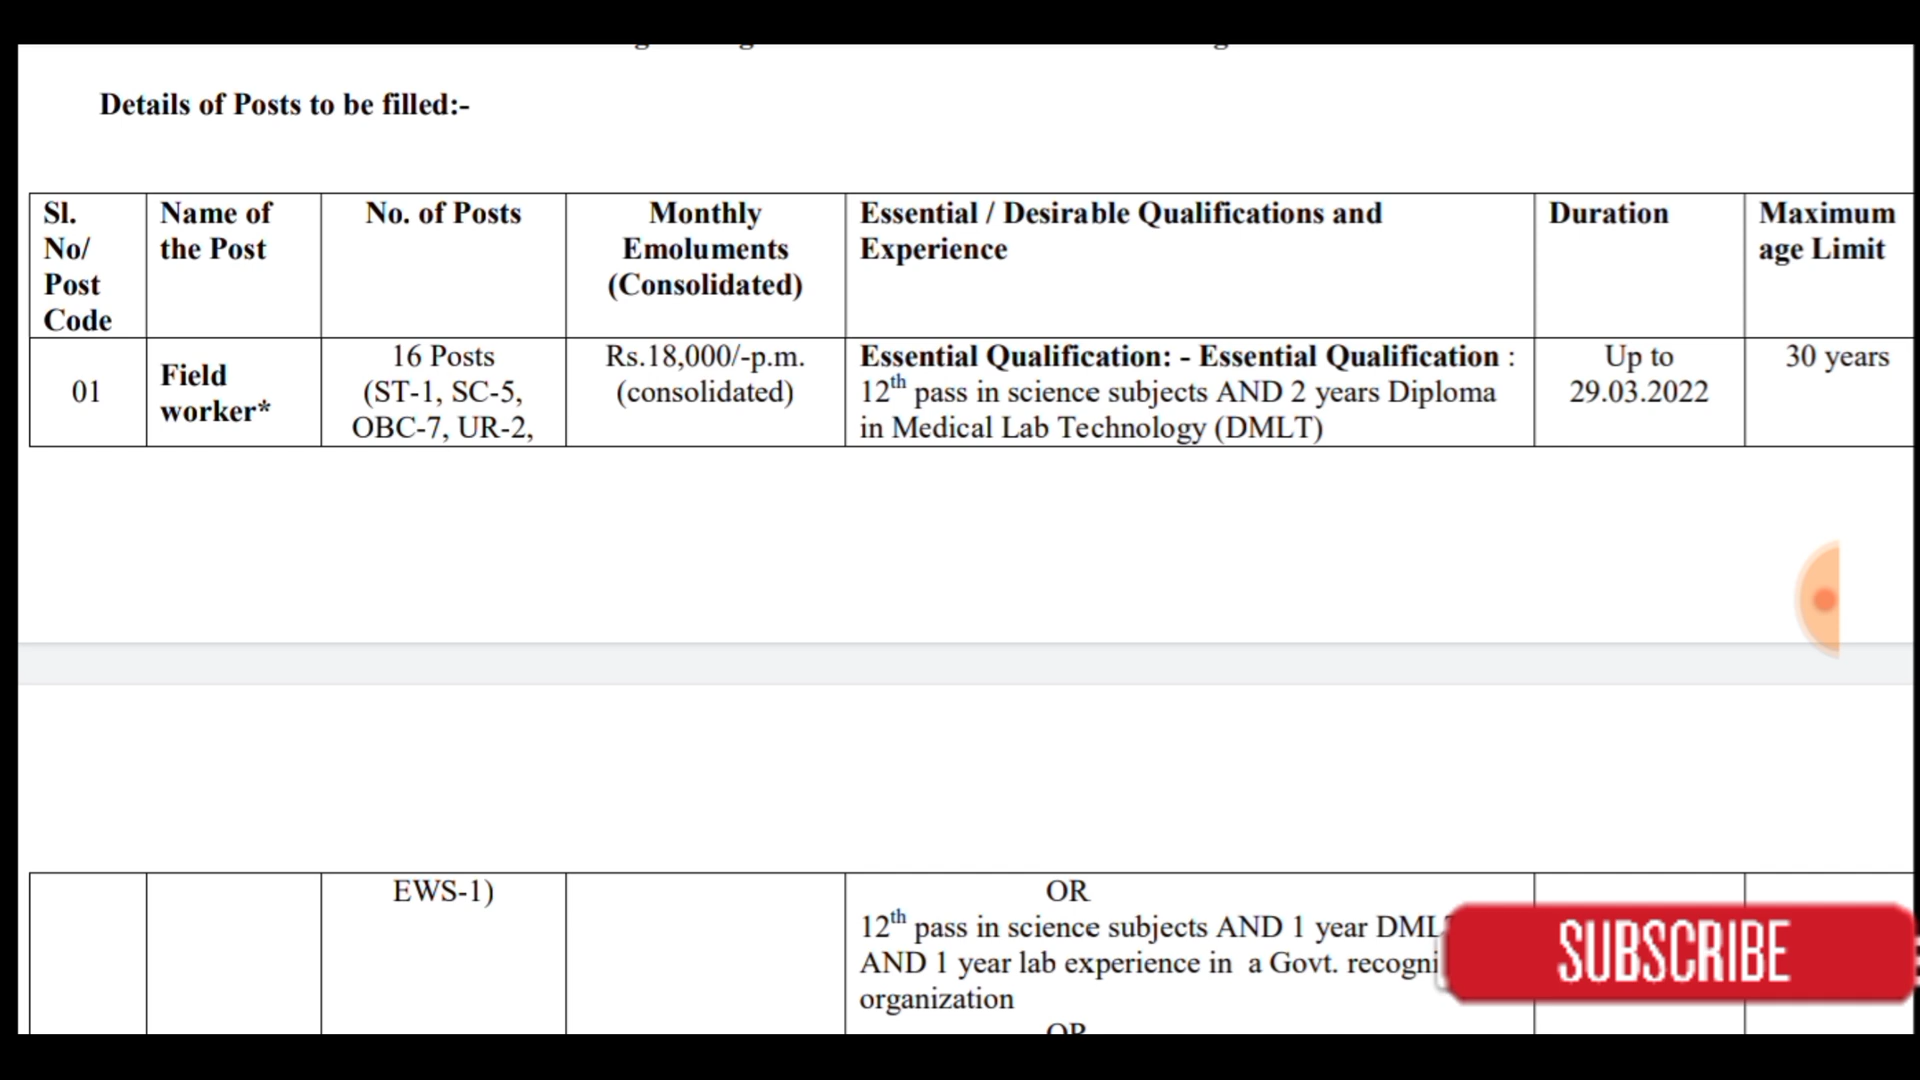 Details of Posts to be filled:-
Sl.
No/
Post
Code
Name of
the Post
No. of Posts
Monthly
Emoluments
(Consolidated)
Essential / Desirable Qualifications and
Experience
Duration
Maximum
age Limit
01
Field
worker*
16 Posts
(ST-1, SC-5,
OBC-7, UR-2,
Rs.18,000/-p.m.
(consolidated)
Essential Qualification: - Essential Qualification :
12th pass in science subjects AND 2 years Diploma
in Medical Lab Technology (DMLT)
Up to
29.03.2022
30 years
EWS-1)
OR
12th pass in science subjects AND 1 year
AND 1 year lab experience in a Govt.
organization
OR
SUBSCRIBE